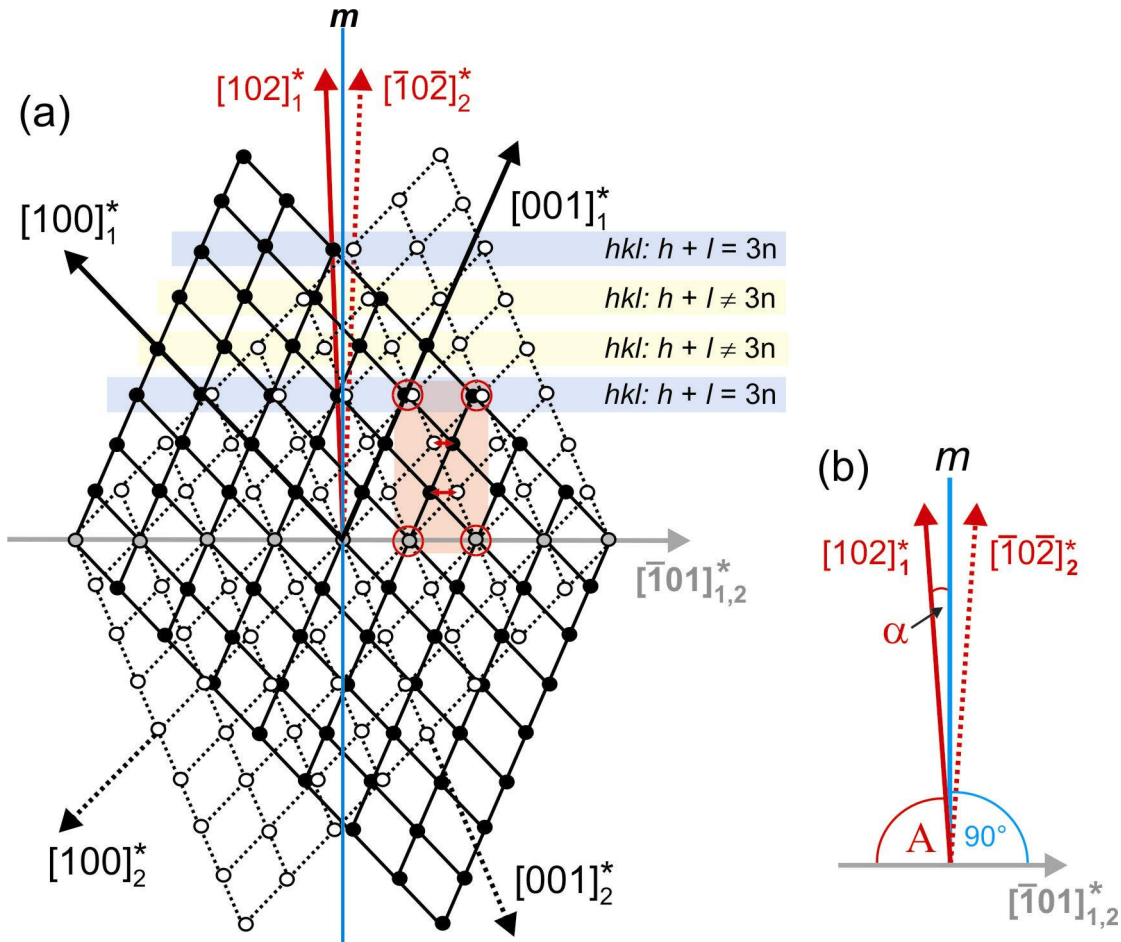 m
[102]*1 [1̄02̄]*2
(a)
[100]*1 [001]*1
hkl: h + l = 3n
hkl: h + l ≠ 3n
hkl: h + l ≠ 3n
hkl: h + l = 3n
[1̄01]*1,2
[100]*2
[001]*2
(b)
m
[102]*1 [1̄02̄]*2
α
A 90°
[1̄01]*1,2